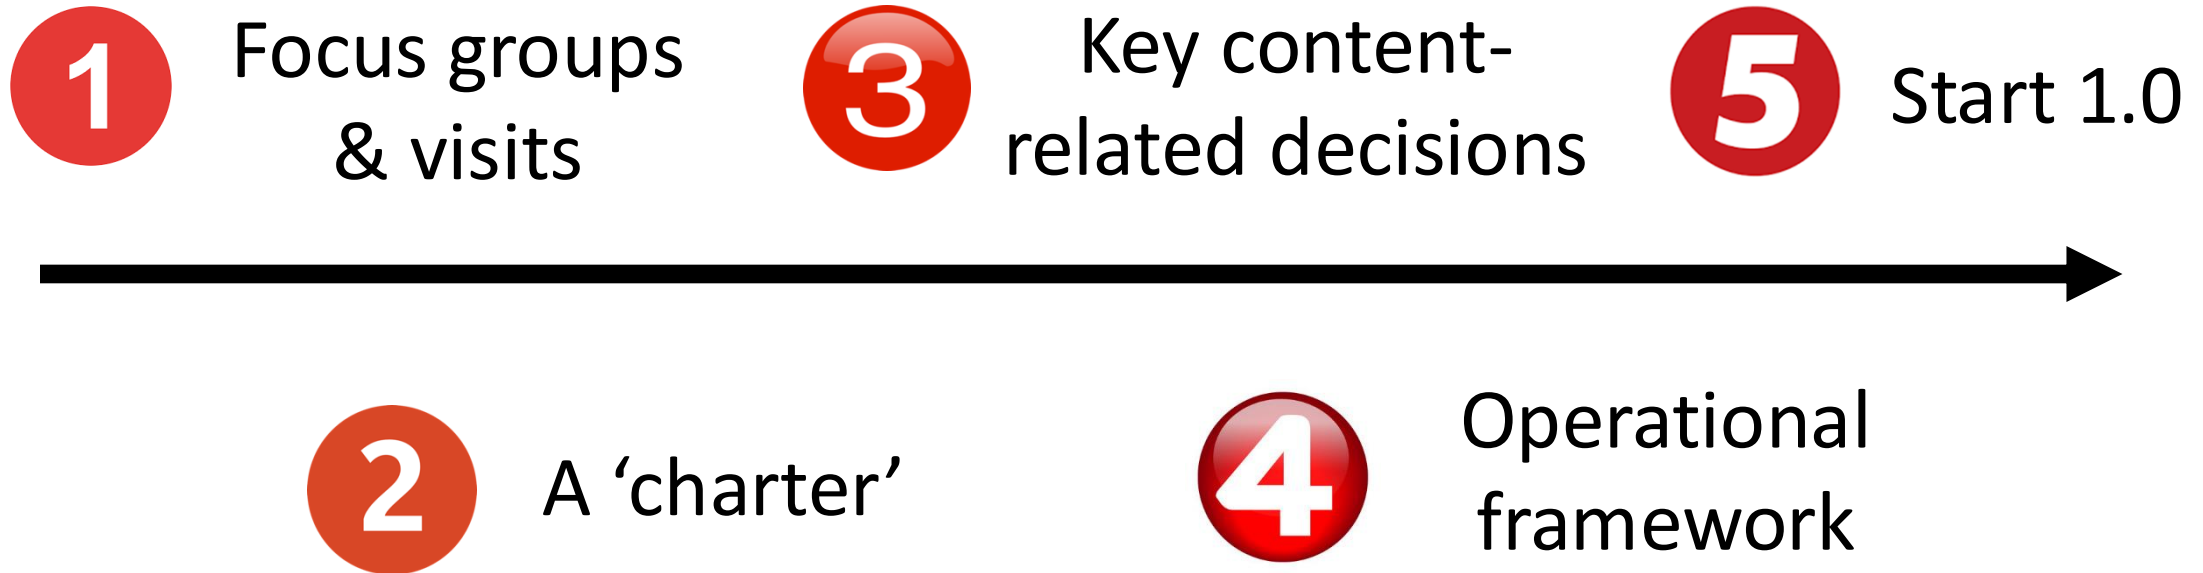 1
Focus groups
& visits
2
A ‘charter’
3
Key content-
related decisions
4
Operational
framework
5
Start 1.0